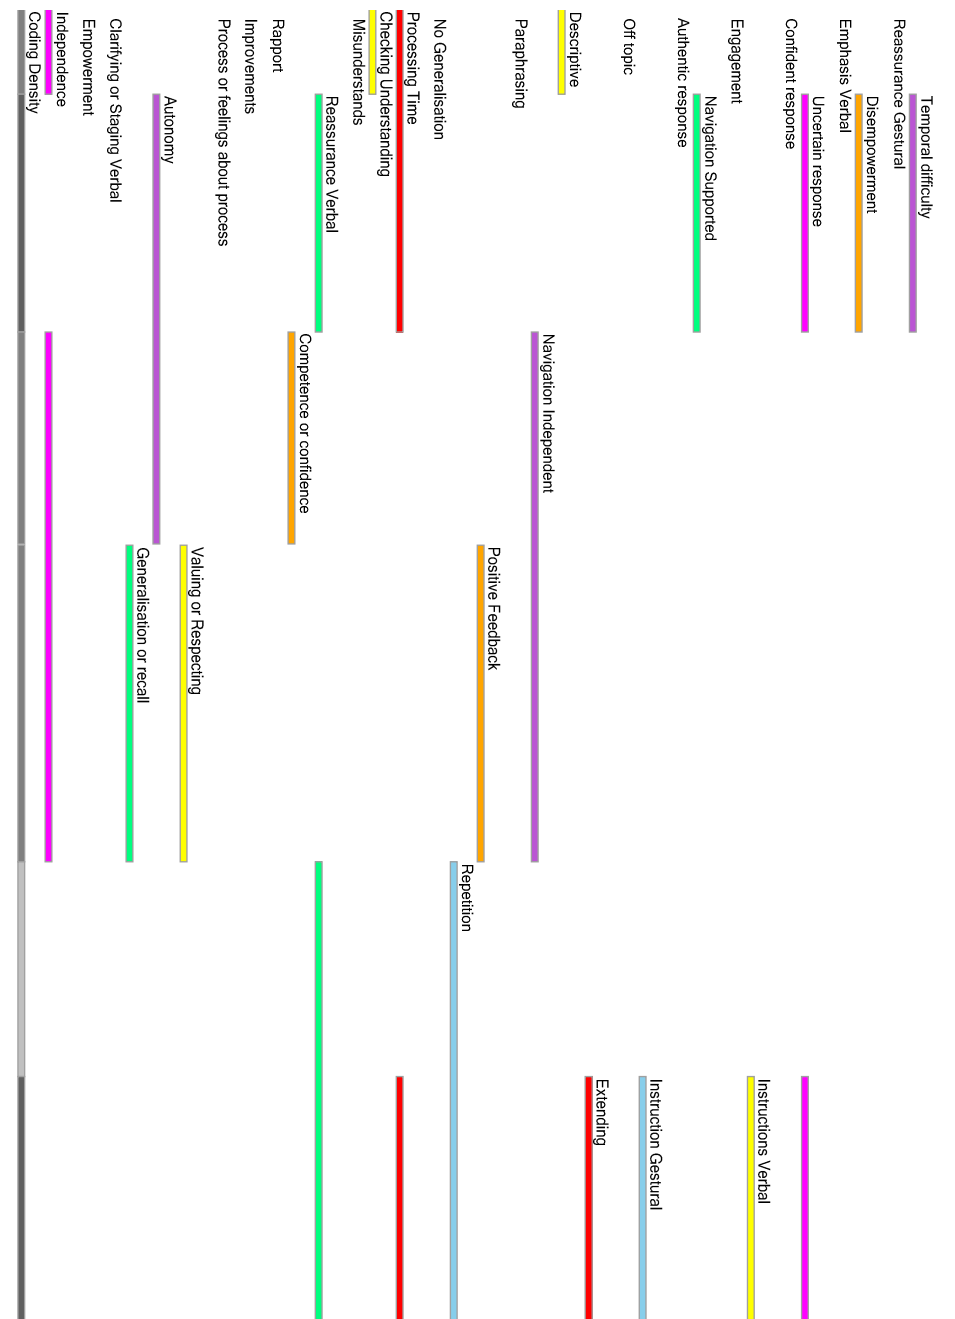 Coding Density
Independence
Empowerment
Clarifying or Staging Verbal
Generalisation or recall
Autonomy
Valuing or Respecting
Process or feelings about process
Improvements
Rapport
Competence or confidence
Reassurance Verbal
Misunderstands
Checking Understanding
Processing Time
No Generalisation
Repetition
Positive Feedback
Paraphrasing
Navigation Independent
Descriptive
Extending
Off topic
Instruction Gestural
Authentic response
Navigation Supported
Engagement
Instructions Verbal
Confident response
Uncertain response
Emphasis Verbal
Disempowerment
Reassurance Gestural
Temporal difficulty